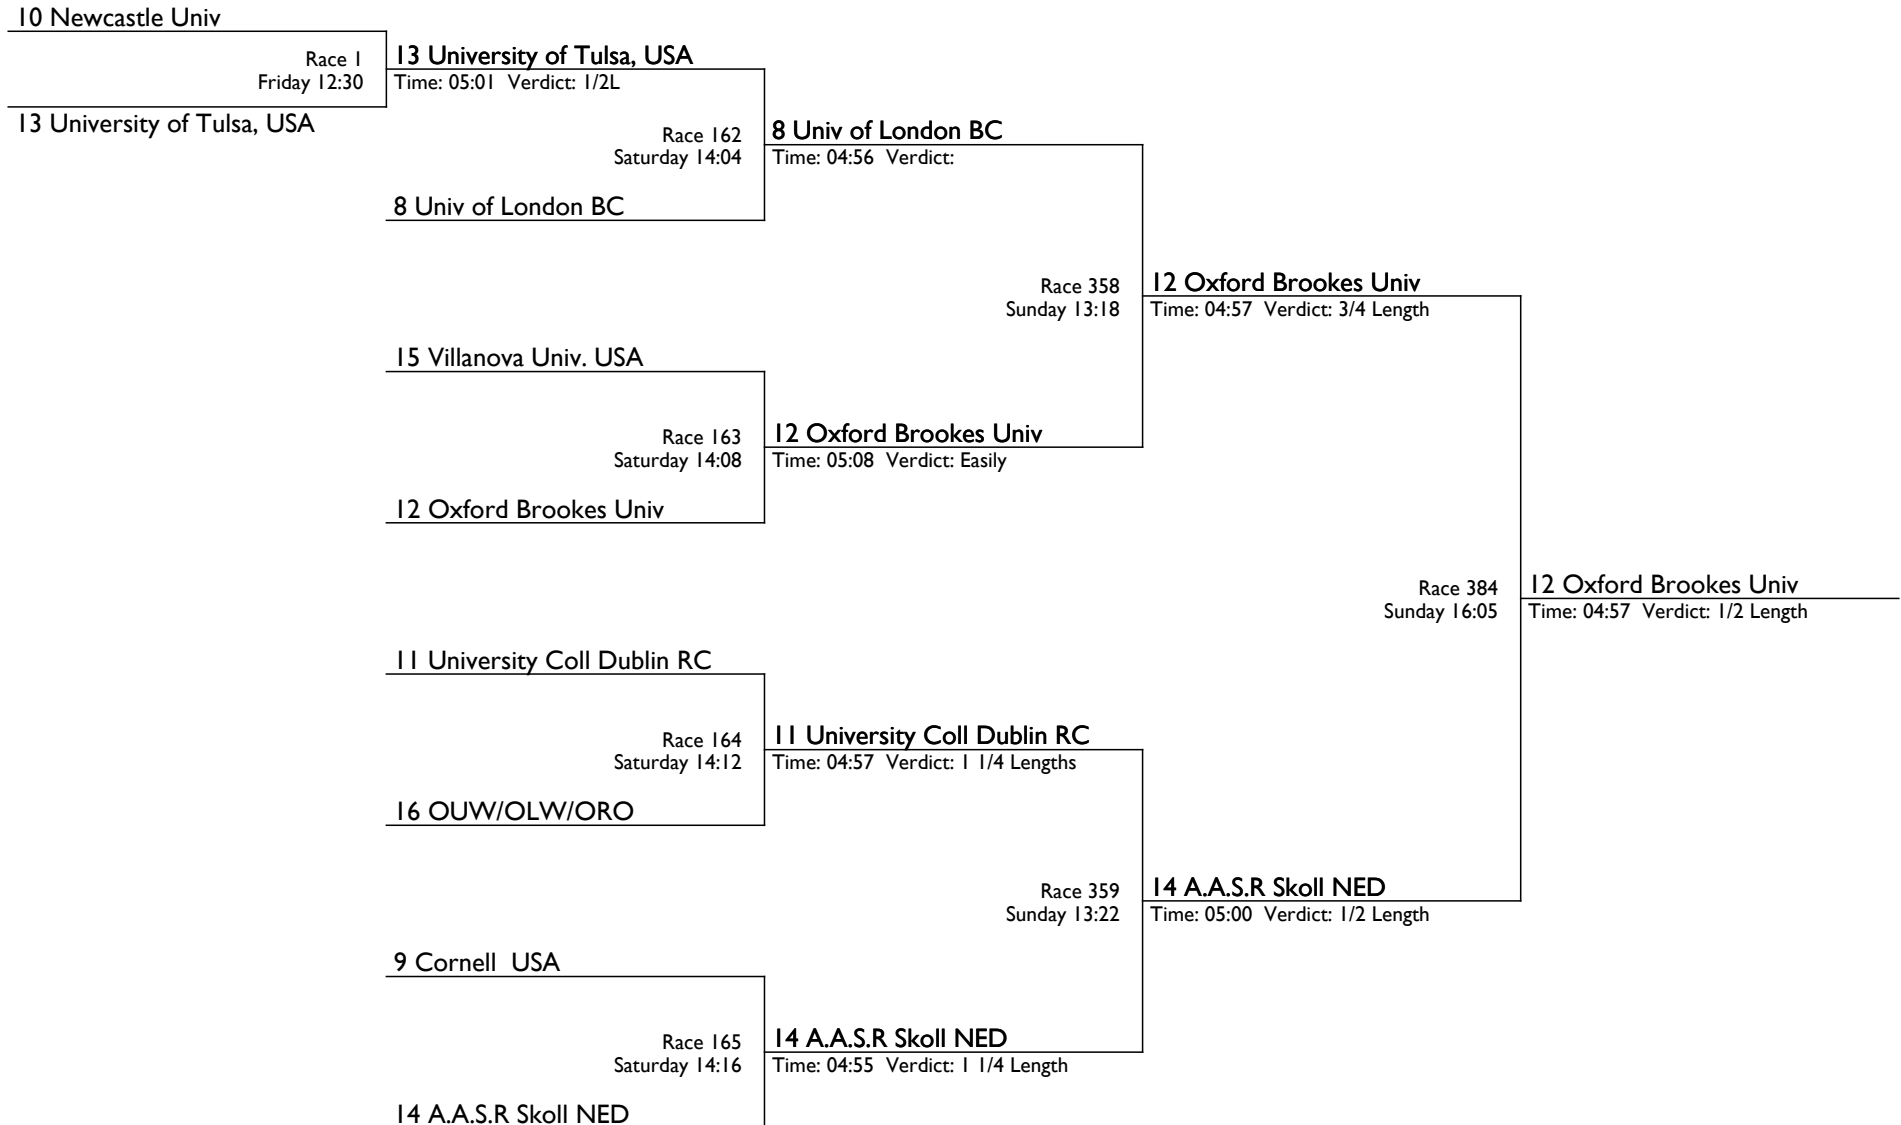 10 Newcastle Univ
Race 1
Friday 12:30
13 University of Tulsa, USA
13 University of Tulsa, USA
Time: 05:01 Verdict: 1/2L
Race 162
Saturday 14:04
8 Univ of London BC
8 Univ of London BC
Time: 04:56 Verdict:
Race 358
Sunday 13:18
12 Oxford Brookes Univ
Time: 04:57 Verdict: 3/4 Length
15 Villanova Univ. USA
Race 163
Saturday 14:08
12 Oxford Brookes Univ
Time: 05:08 Verdict: Easily
12 Oxford Brookes Univ
Race 384
Sunday 16:05
12 Oxford Brookes Univ
Time: 04:57 Verdict: 1/2 Length
11 University Coll Dublin RC
Race 164
Saturday 14:12
11 University Coll Dublin RC
Time: 04:57 Verdict: 1 1/4 Lengths
16 OUW/OLW/ORO
Race 359
Sunday 13:22
14 A.A.S.R Skoll NED
Time: 05:00 Verdict: 1/2 Length
9 Cornell  USA
Race 165
Saturday 14:16
14 A.A.S.R Skoll NED
Time: 04:55 Verdict: 1 1/4 Length
14 A.A.S.R Skoll NED